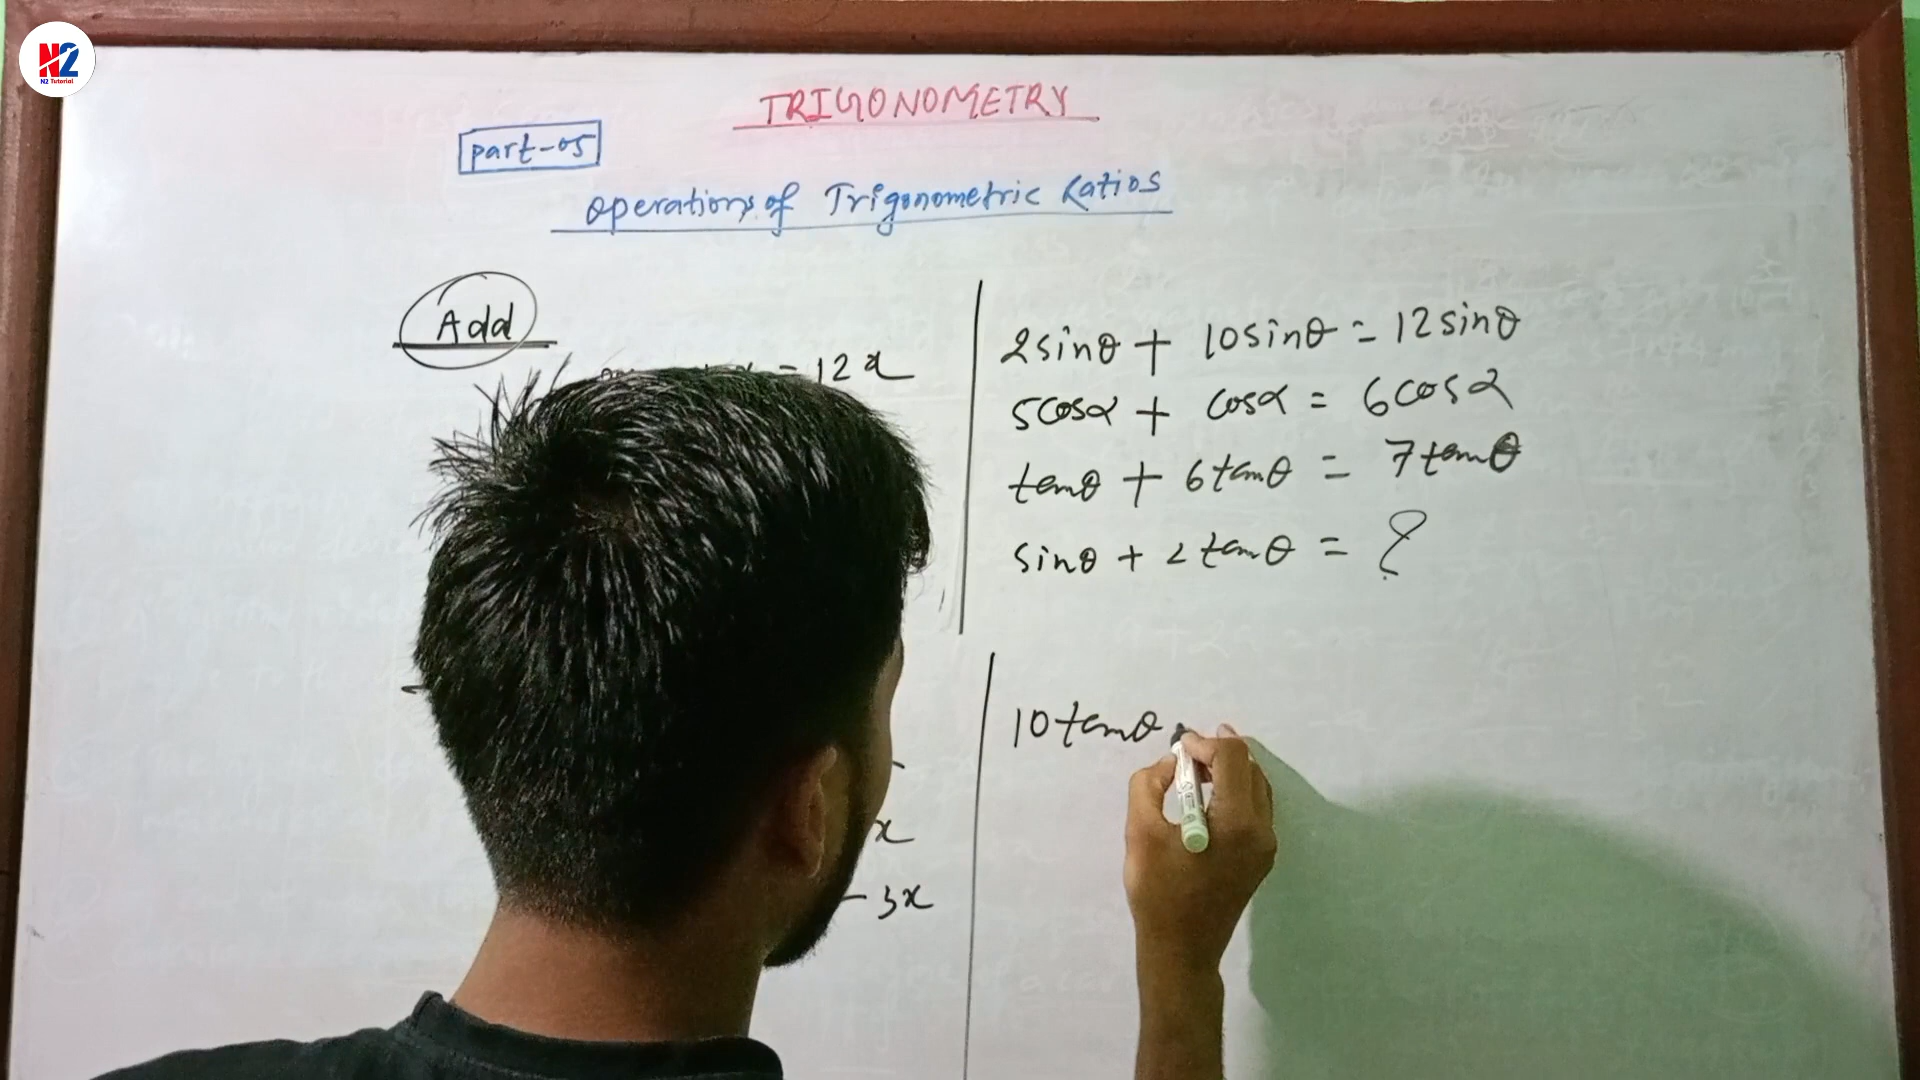 N2
N2 Tutorial
TRIGONOMETRY
part-05
operations of Trigonometric Ratios
Add
= 12x
2sinθ + 10sinθ = 12sinθ
5cosα + cosα = 6cosα
tanθ + 6tanθ = 7tanθ
sinθ + 2tanθ = ?
10tanθ
x
- 3x